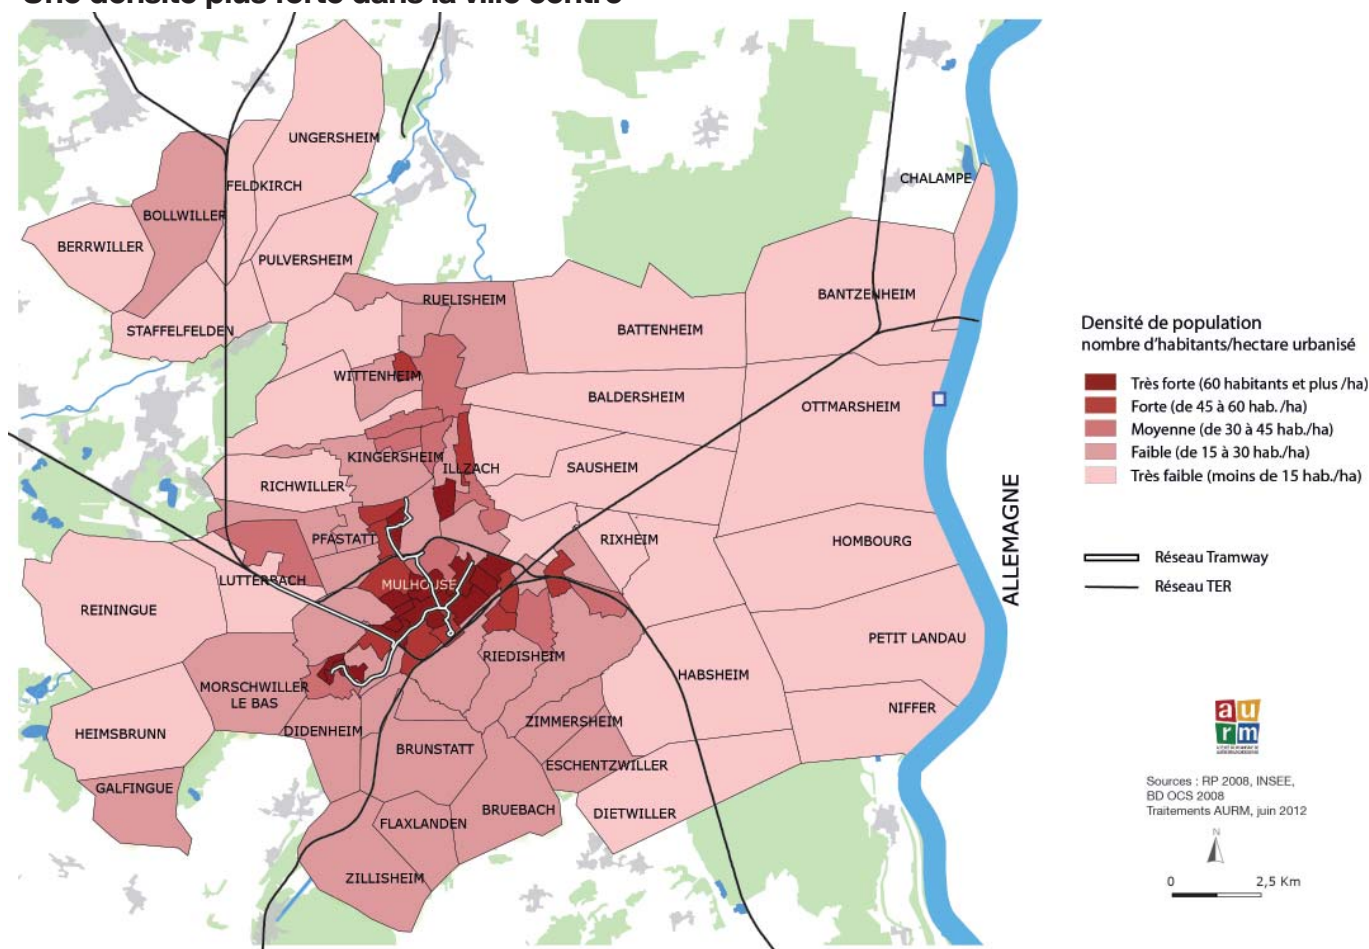 Une densité plus forte dans la ville centre
UNGERSHEIM
FELDKIRCH
BOLLWILLER
BERRWILLER
PULVERSHEIM
STAFFELFELDEN
RUELISHEIM
CHALAMPE
BANTZENHEIM
BATTENHEIM
WITTENHEIM
BALDERSHEIM
OTTMARSHEIM
KINGERSHEIM
ILLZACH
SAUSHEIM
RICHWILLER
PFASTATT
RIXHEIM
HOMBOURG
LUTTERBACH
MULHOUSE
REININGUE
PETIT LANDAU
RIEDISHEIM
HABSHEIM
MORSCHWILLER
LE BAS
NIFFER
ZIMMERSHEIM
HEIMSBRUNN
DIDENHEIM
BRUNSTATT
ESCHENTZWILLER
GALFINGUE
BRUEBACH
DIETWILLER
FLAXLANDEN
ZILLISHEIM
ALLEMAGNE
Densité de population
nombre d'habitants/hectare urbanisé
Très forte (60 habitants et plus /ha)
Forte (de 45 à 60 hab./ha)
Moyenne (de 30 à 45 hab./ha)
Faible (de 15 à 30 hab./ha)
Très faible (moins de 15 hab./ha)
Réseau Tramway
Réseau TER
au
rm
Sources : RP 2008, INSEE,
BD OCS 2008
Traitements AURM, juin 2012
N
0 2,5 Km